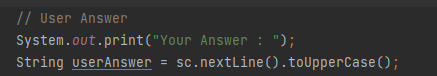 // User Answer
System.out.print("Your Answer : ");
String userAnswer = sc.nextLine().toUpperCase();